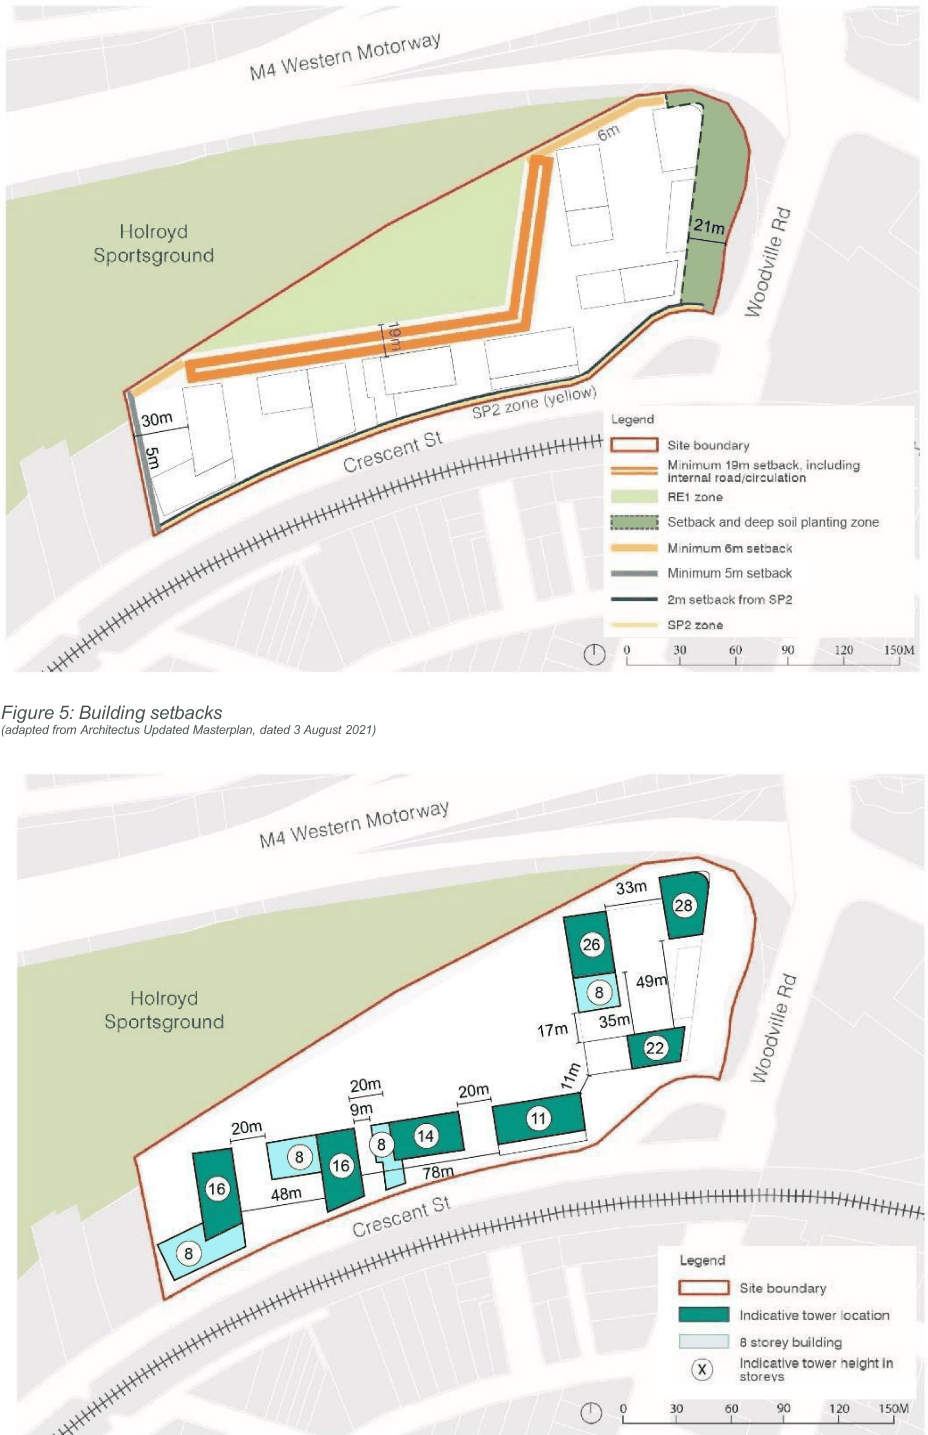 M4 Western Motorway
6m
Holroyd
Sportsground
21m
Woodville Rd
19m
30m
5m
SP2 zone (yellow)
Crescent St
Legend
Site boundary
Minimum 19m setback, including
internal road/circulation
RE1 zone
Setback and deep soil planting zone
Minimum 6m setback
Minimum 5m setback
2m setback from SP2
SP2 zone
0 30 60 90 120 150M
Figure 5: Building setbacks
(adapted from Architectus Updated Masterplan, dated 3 August 2021)
M4 Western Motorway
33m
28
26
Holroyd
Sportsground
8
49m
17m
35m
22
Woodville Rd
11m
20m
20m
9m
20m
11
14
8
8
16
78m
16
48m
Crescent St
8
Legend
Site boundary
Indicative tower location
8 storey building
X
Indicative tower height in
storeys
0 30 60 90 120 150M